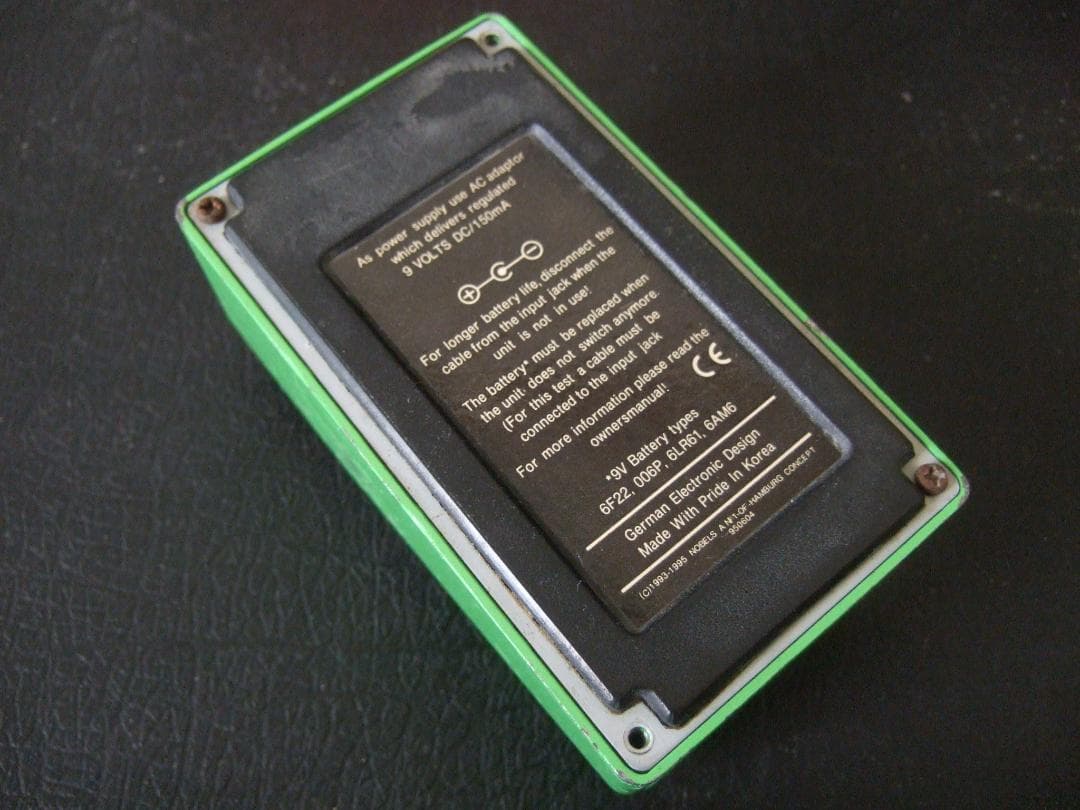 As power supply use AC adaptor
which delivers regulated
9 VOLTS DC/150mA
For longer battery life, disconnect the
cable from the input jack when the
unit is not in use!
The battery* must be replaced when
the unit does not switch anymore.
(For this test a cable must be
connected to the input jack
For more information please read the
ownersmanual!
CE
*9V Battery types
6F22, 006P, 6LR61, 6AM6
German Electronic Design
Made With Pride In Korea
(C)1993-1995 NOBELS A N!1-OF-HAMBURG CONCEPT
950604